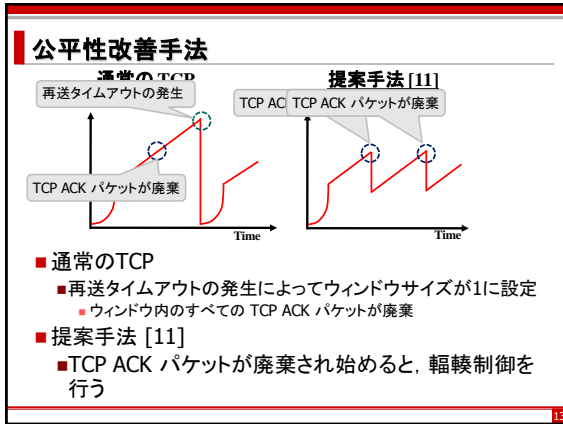 公平性改善手法
通常の TCP
再送タイムアウトの発生
TCP ACK パケットが廃棄
Time
提案手法 [11]
TCP AC
TCP ACK パケットが廃棄
Time
通常のTCP
再送タイムアウトの発生によってウィンドウサイズが1に設定
ウィンドウ内のすべての TCP ACK パケットが廃棄
提案手法 [11]
TCP ACK パケットが廃棄され始めると, 輻輳制御を
行う
13